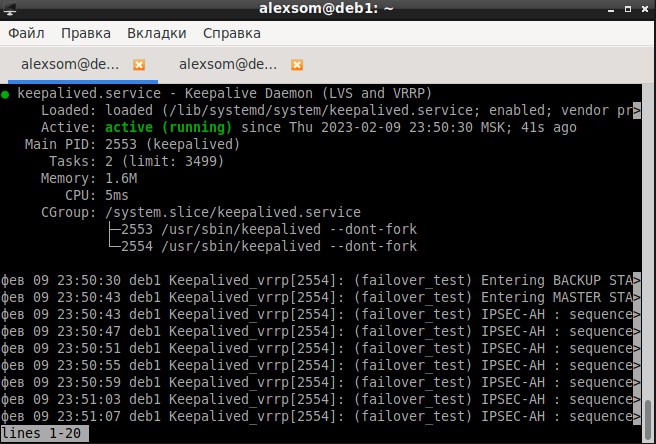 alexsom@deb1: ~
Файл Правка Вкладки Справка
alexsom@de... alexsom@de...
● keepalived.service - Keepalive Daemon (LVS and VRRP)
Loaded: loaded (/lib/systemd/system/keepalived.service; enabled; vendor pr>
Active: active (running) since Thu 2023-02-09 23:50:30 MSK; 41s ago
Main PID: 2553 (keepalived)
Tasks: 2 (limit: 3499)
Memory: 1.6M
CPU: 5ms
CGroup: /system.slice/keepalived.service
├─2553 /usr/sbin/keepalived --dont-fork
└─2554 /usr/sbin/keepalived --dont-fork
фев 09 23:50:30 deb1 Keepalived_vrrp[2554]: (failover_test) Entering BACKUP STA>
фев 09 23:50:43 deb1 Keepalived_vrrp[2554]: (failover_test) Entering MASTER STA>
фев 09 23:50:43 deb1 Keepalived_vrrp[2554]: (failover_test) IPSEC-AH : sequence>
фев 09 23:50:47 deb1 Keepalived_vrrp[2554]: (failover_test) IPSEC-AH : sequence>
фев 09 23:50:51 deb1 Keepalived_vrrp[2554]: (failover_test) IPSEC-AH : sequence>
фев 09 23:50:55 deb1 Keepalived_vrrp[2554]: (failover_test) IPSEC-AH : sequence>
фев 09 23:50:59 deb1 Keepalived_vrrp[2554]: (failover_test) IPSEC-AH : sequence>
фев 09 23:51:03 deb1 Keepalived_vrrp[2554]: (failover_test) IPSEC-AH : sequence>
фев 09 23:51:07 deb1 Keepalived_vrrp[2554]: (failover_test) IPSEC-AH : sequence>
lines 1-20